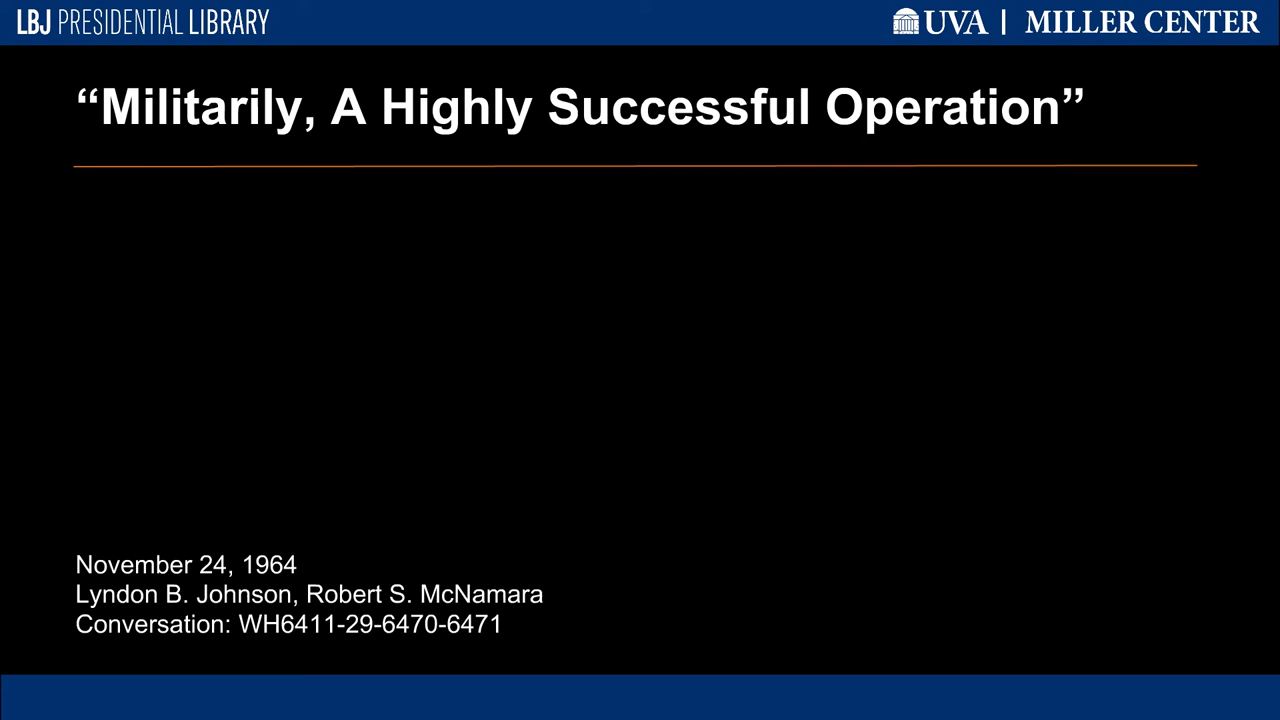 LBJ PRESIDENTIAL LIBRARY
UVA | MILLER CENTER
“Militarily, A Highly Successful Operation”
November 24, 1964
Lyndon B. Johnson, Robert S. McNamara
Conversation: WH6411-29-6470-6471